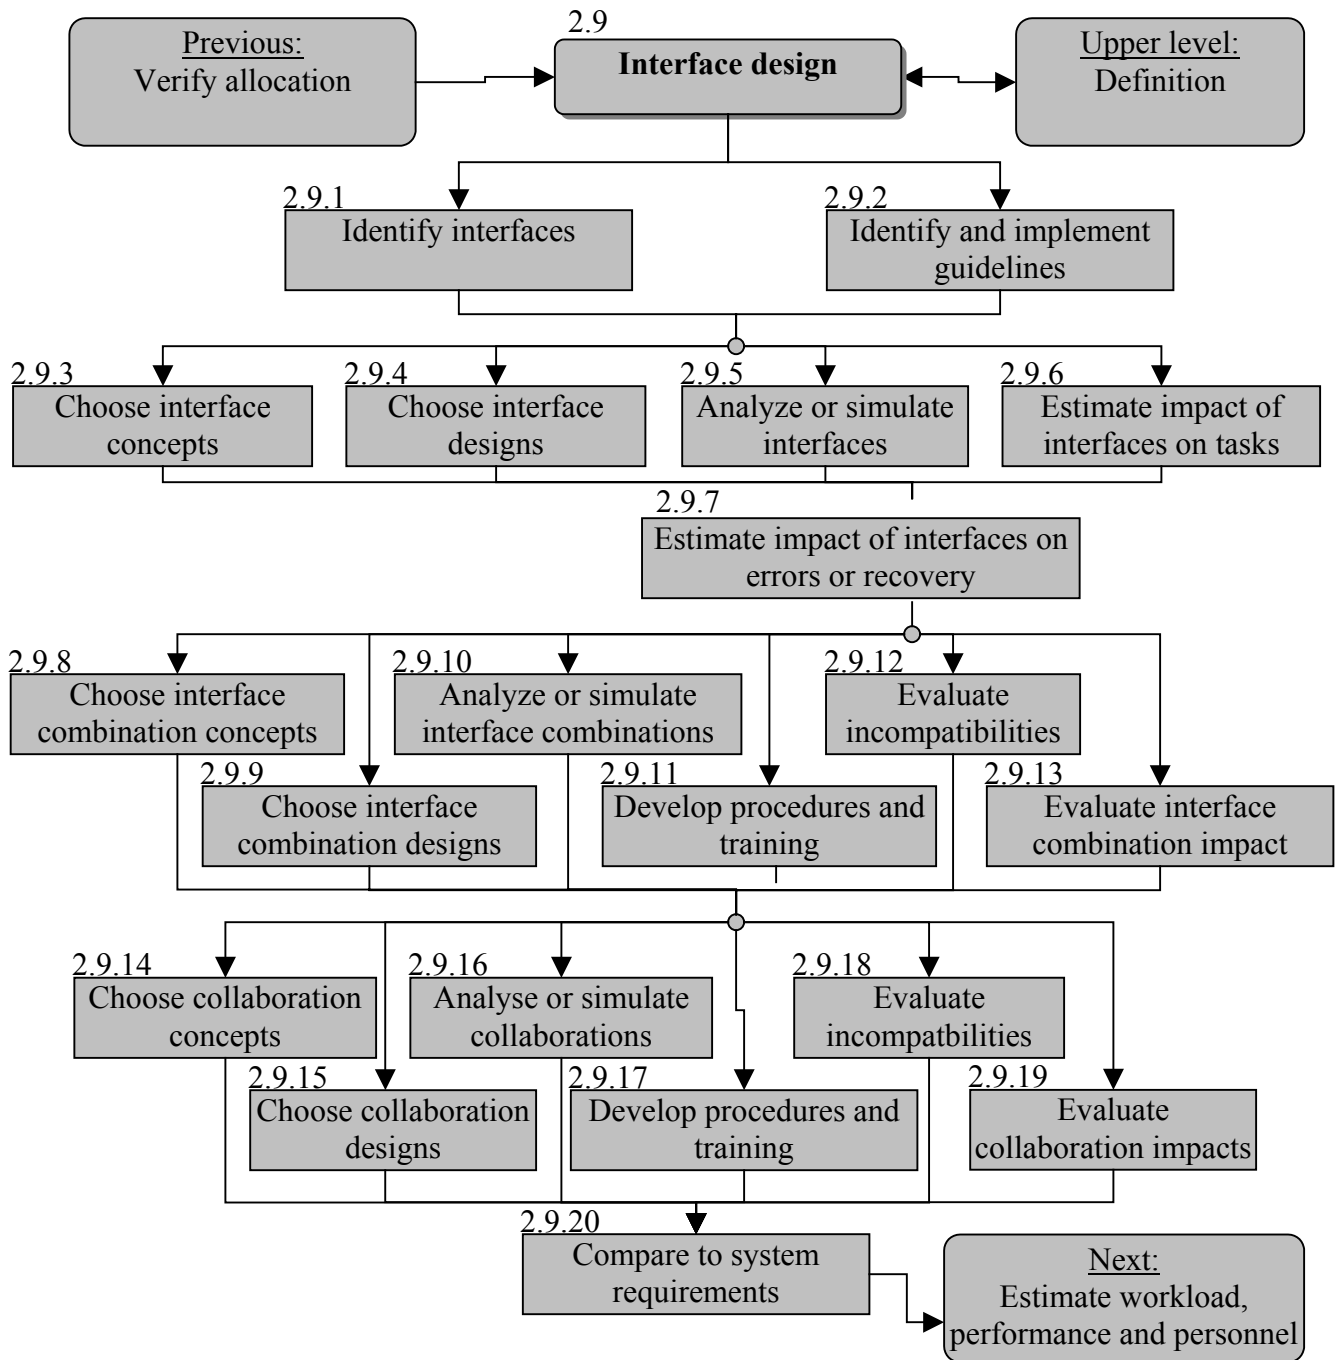 2.9
Previous:
Verify allocation
Interface design
Upper level:
Definition
2.9.1
Identify interfaces
2.9.2
Identify and implement
guidelines
2.9.3
Choose interface
concepts
2.9.4
Choose interface
designs
2.9.5
Analyze or simulate
interfaces
2.9.6
Estimate impact of
interfaces on tasks
2.9.7
Estimate impact of interfaces on
errors or recovery
2.9.8
Choose interface
combination concepts
2.9.9
Choose interface
combination designs
2.9.10
Analyze or simulate
interface combinations
2.9.11
Develop procedures and
training
2.9.12
Evaluate
incompatibilities
2.9.13
Evaluate interface
combination impact
2.9.14
Choose collaboration
concepts
2.9.15
Choose collaboration
designs
2.9.16
Analyse or simulate
collaborations
2.9.17
Develop procedures and
training
2.9.18
Evaluate
incompatbilities
2.9.19
Evaluate
collaboration impacts
2.9.20
Compare to system
requirements
Next:
Estimate workload,
performance and personnel